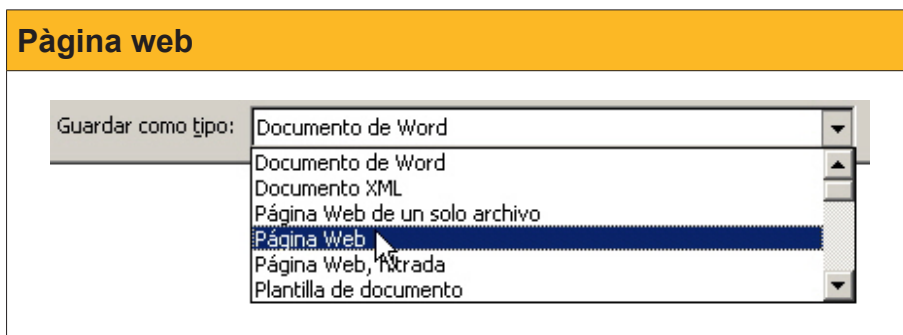 Pàgina web
Guardar como tipo: Documento de Word
Documento de Word
Documento XML
Página Web de un solo archivo
Página Web
Página Web, filtrada
Plantilla de documento